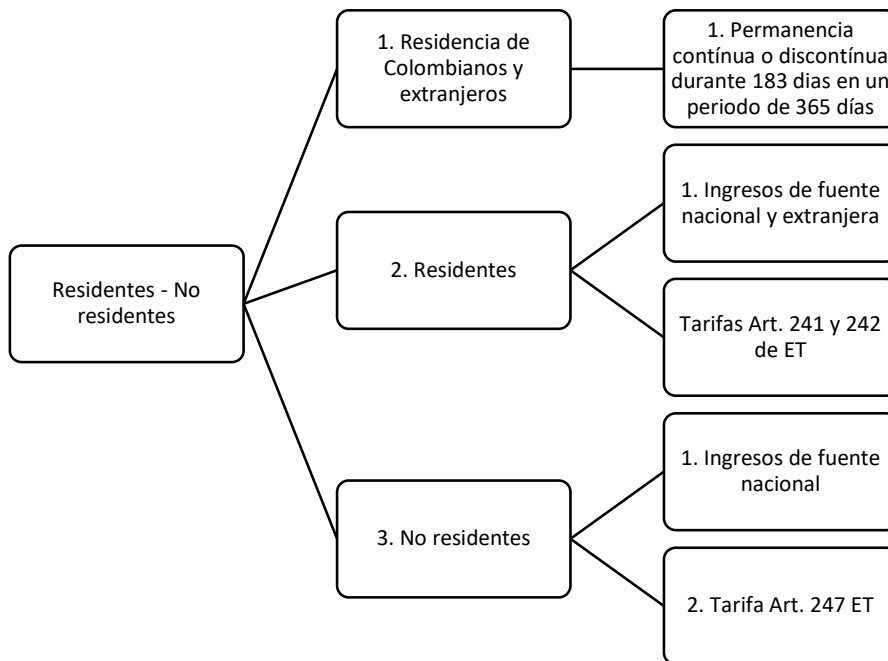 Residentes - No
residentes
1. Residencia de
Colombianos y
extranjeros
1. Permanencia
contínua o discontínua
durante 183 dias en un
periodo de 365 días
2. Residentes
1. Ingresos de fuente
nacional y extranjera
Tarifas Art. 241 y 242
de ET
3. No residentes
1. Ingresos de fuente
nacional
2. Tarifa Art. 247 ET